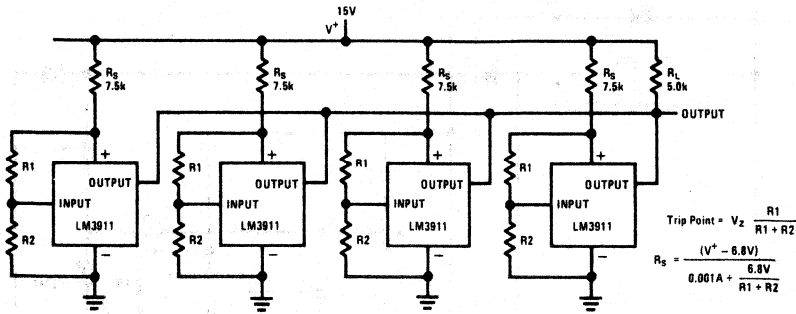 15V
V+
RS
7.5k
RS
7.5k
RS
7.5k
RS
7.5k
RL
5.0k
OUTPUT
R1
+
OUTPUT
INPUT
LM3911
R2
−
R1
+
OUTPUT
INPUT
LM3911
R2
−
R1
+
OUTPUT
INPUT
LM3911
R2
−
R1
+
OUTPUT
INPUT
LM3911
R2
−
Trip Point = VZ R1
R1 + R2
RS = (V+ − 6.8V)
0.001A + 6.8V
R1 + R2